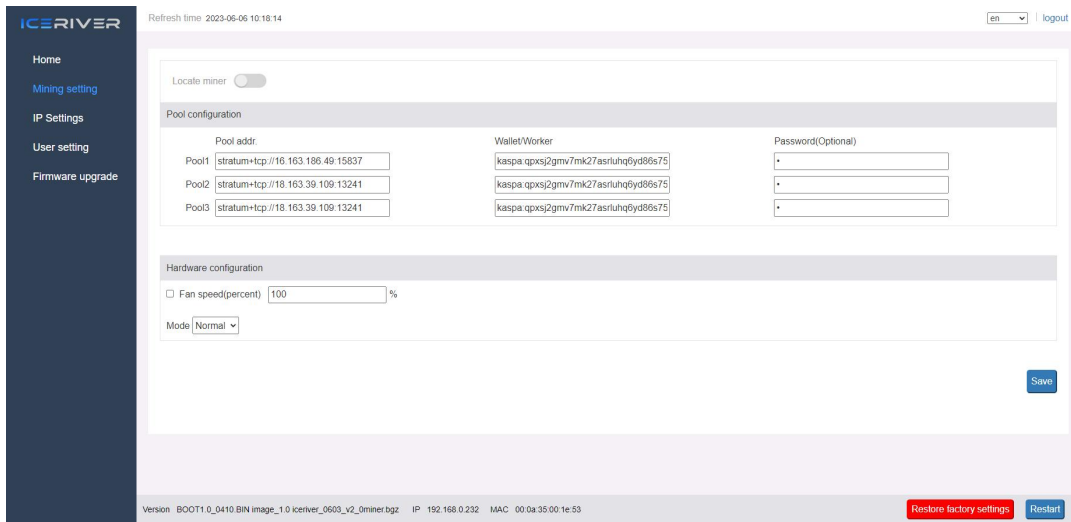 ICERIVER
Refresh time 2023-06-06 10:18:14
en
logout
Home
Mining setting
IP Settings
User setting
Firmware upgrade
Locate miner
Pool configuration
Pool addr. Wallet/Worker Password(Optional)
Pool1 stratum+tcp://16.163.186.49:15837 kaspa:qpxsj2gmv7mk27asrluhq6yd86s75 •
Pool2 stratum+tcp://18.163.39.109:13241 kaspa:qpxsj2gmv7mk27asrluhq6yd86s75 •
Pool3 stratum+tcp://18.163.39.109:13241 kaspa:qpxsj2gmv7mk27asrluhq6yd86s75 •
Hardware configuration
Fan speed(percent) 100 %
Mode Normal
Save
Version BOOT1.0_0410.BIN image_1.0 iceriver_0603_v2_0miner.bgz IP 192.168.0.232 MAC 00:0a:35:00:1e:53
Restore factory settings
Restart